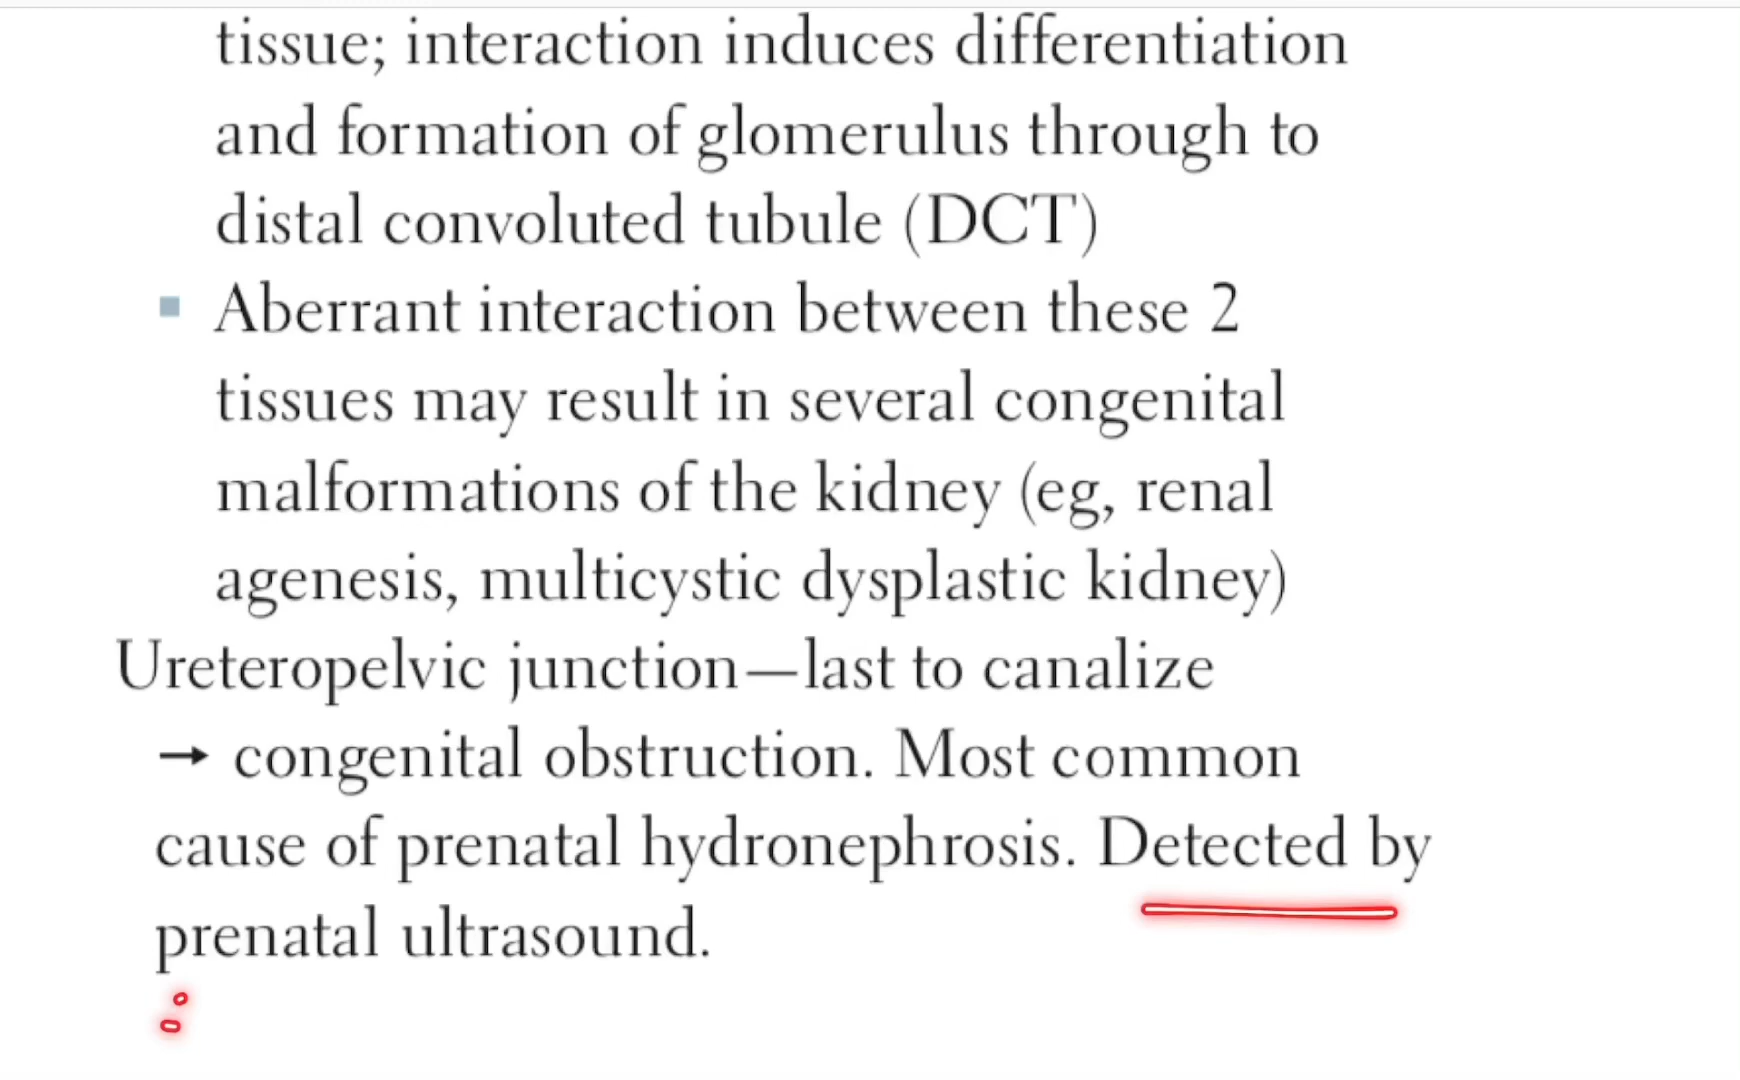 tissue; interaction induces differentiation
and formation of glomerulus through to
distal convoluted tubule (DCT)
▪ Aberrant interaction between these 2
tissues may result in several congenital
malformations of the kidney (eg, renal
agenesis, multicystic dysplastic kidney)
Ureteropelvic junction—last to canalize
→ congenital obstruction. Most common
cause of prenatal hydronephrosis. Detected by
prenatal ultrasound.